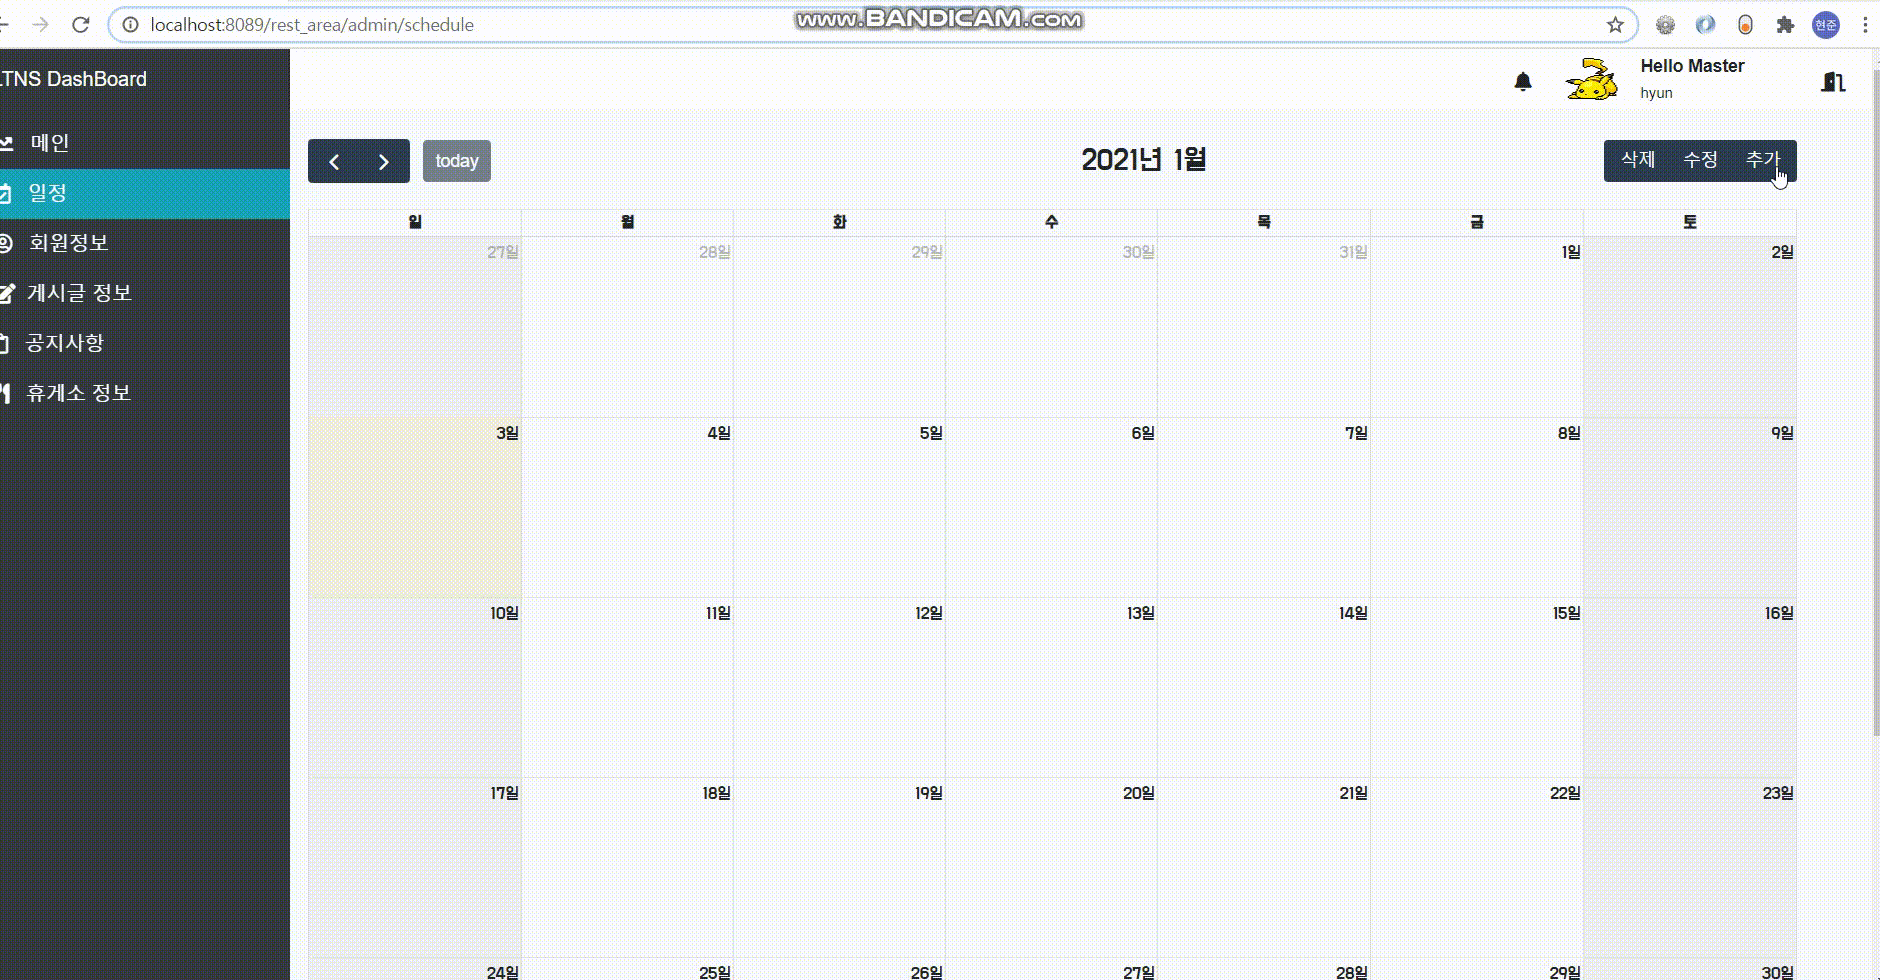 localhost:8089/rest_area/admin/schedule
www.BANDICAM.com
현준
LTNS DashBoard
Hello Master
hyun
메인
일정
회원정보
게시글 정보
공지사항
휴게소 정보
today
2021년 1월
삭제 수정 추가
일 월 화 수 목 금 토
27일 28일 29일 30일 31일 1일 2일
3일 4일 5일 6일 7일 8일 9일
10일 11일 12일 13일 14일 15일 16일
17일 18일 19일 20일 21일 22일 23일
24일 25일 26일 27일 28일 29일 30일